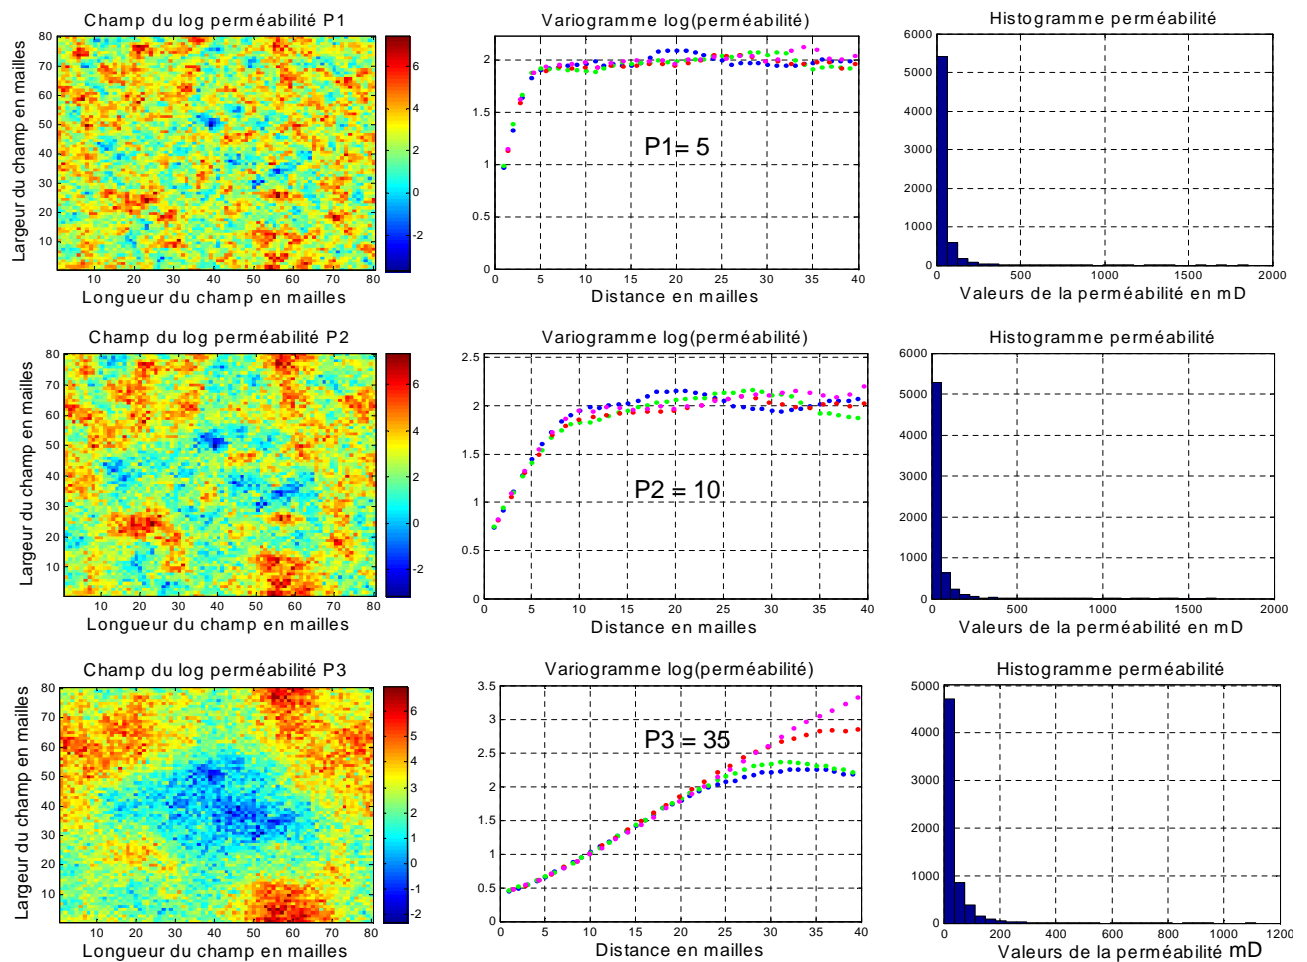 Champ du log perméabilité P1
Largeur du champ en mailles
80
70
60
50
40
30
20
10
10 20 30 40 50 60 70 80
Longueur du champ en mailles
6
4
2
0
-2
Variogramme log(perméabilité)
2
1.5
1
0.5
0
P1= 5
0 5 10 15 20 25 30 35 40
Distance en mailles
Histogramme perméabilité
6000
5000
4000
3000
2000
1000
0
0 500 1000 1500 2000
Valeurs de la perméabilité en mD
Champ du log perméabilité P2
Largeur du champ en mailles
80
70
60
50
40
30
20
10
10 20 30 40 50 60 70 80
Longueur du champ en mailles
6
4
2
0
-2
Variogramme log(perméabilité)
2.5
2
1.5
1
0.5
0
P2 = 10
0 5 10 15 20 25 30 35 40
Distance en mailles
Histogramme perméabilité
6000
5000
4000
3000
2000
1000
0
0 500 1000 1500 2000
Valeurs de la perméabilité en mD
Champ du log perméabilité P3
Largeur du champ en mailles
80
70
60
50
40
30
20
10
10 20 30 40 50 60 70 80
Longueur du champ en mailles
6
5
4
3
2
1
0
-1
-2
Variogramme log(perméabilité)
3.5
3
2.5
2
1.5
1
0.5
0
P3 = 35
0 5 10 15 20 25 30 35 40
Distance en mailles
Histogramme perméabilité
5000
4000
3000
2000
1000
0
0 200 400 600 800 1000 1200
Valeurs de la perméabilité mD